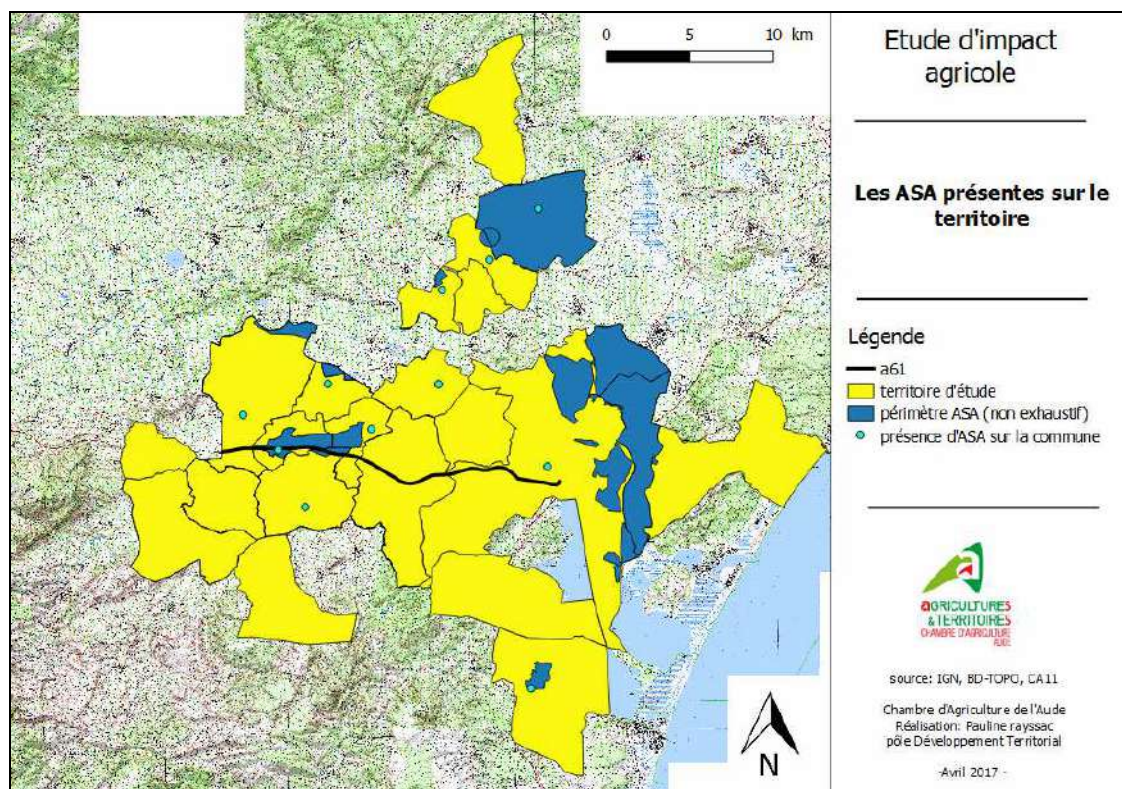 0 5 10 km
Etude d'impact
agricole
Les ASA présentes sur le
territoire
Légende
a61
territoire d'étude
périmètre ASA (non exhaustif)
présence d'ASA sur la commune
AGRICULTURES
& TERRITOIRES
CHAMBRE D'AGRICULTURE
AUDE
source: IGN, BD-TOPO, CA11
Chambre d'Agriculture de l'Aude
Réalisation: Pauline rayssac
pôle Développement Territorial
-Avril 2017 -
N